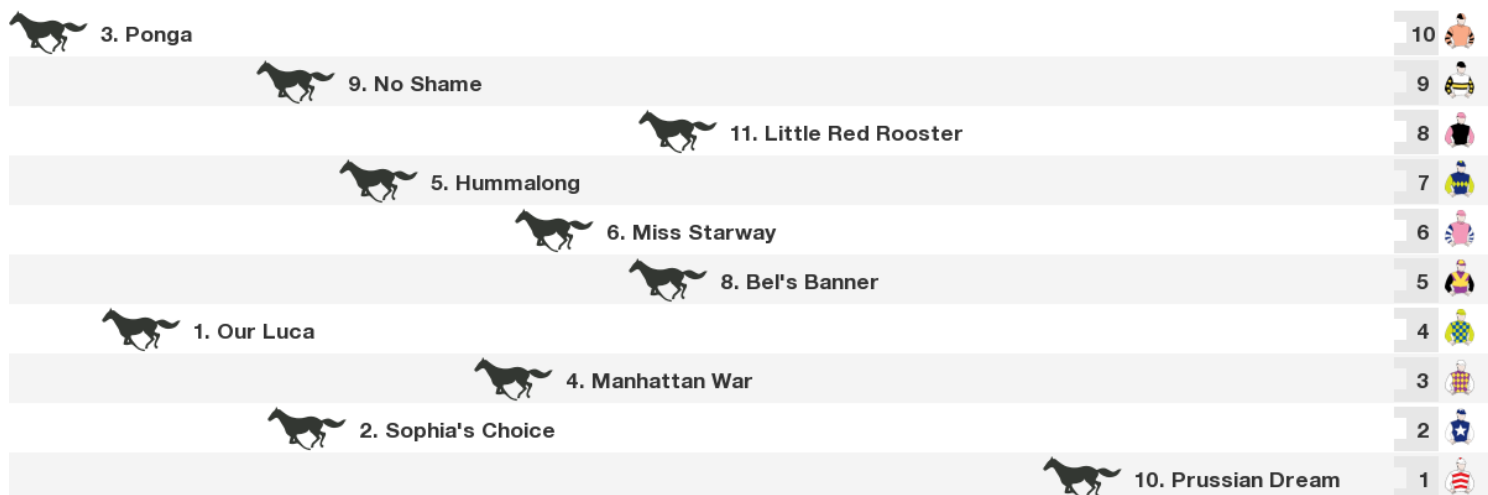 3. Ponga 10
9. No Shame 9
11. Little Red Rooster 8
5. Hummalong 7
6. Miss Starway 6
8. Bel's Banner 5
1. Our Luca 4
4. Manhattan War 3
2. Sophia's Choice 2
10. Prussian Dream 1